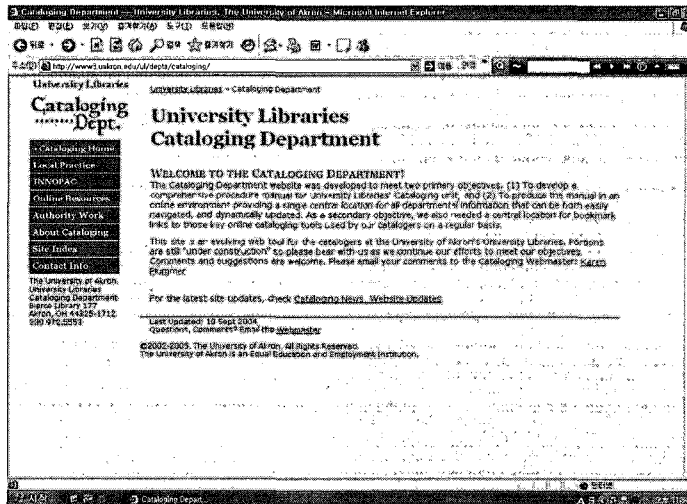 Cataloging Department — University Libraries, The University of Akron - Microsoft Internet Explorer
http://www3.uakron.edu/ul/depts/cataloging/
University Libraries
Cataloging
Dept.
Cataloging Home
Local Practice
INNOPAC
Online Resources
Authority Work
About Cataloging
Site Index
Contact Info
The University of Akron
University Libraries
Cataloging Department
Bierce Library 177
Akron, OH 44325-1712
University Libraries - Cataloging Department
University Libraries
Cataloging Department
WELCOME TO THE CATALOGING DEPARTMENT!
The Cataloging Department website was developed to meet two primary objectives, (1) To develop a
comprehensive procedure manual for University Libraries' Cataloging unit, and (2) To produce the manual in an
online environment providing a single centre location for all department information that can be both easily
navigated, and dynamically updated. As a secondary objective, we also needed a central location for bookmark
links to those key online cataloging tools used by our catalogers on a regular basis.
This site is an evolving web tool for the catalogers at the University of Akron's University Libraries. Portions
are still "under construction" so please bear with us as we continue our efforts to meet our objectives.
Comments and suggestions are welcome. Please email your comments to the Cataloging Webmaster: Karen
Plummer
For the latest site updates, check Cataloging News, Website Updates
Last Updated: 10 Sept 2004
Questions, Comments? Email the Webmaster
©2002-2005, The University of Akron. All Rights Reserved.
The University of Akron is an Equal Education and Employment Institution.
Cataloging Depart...